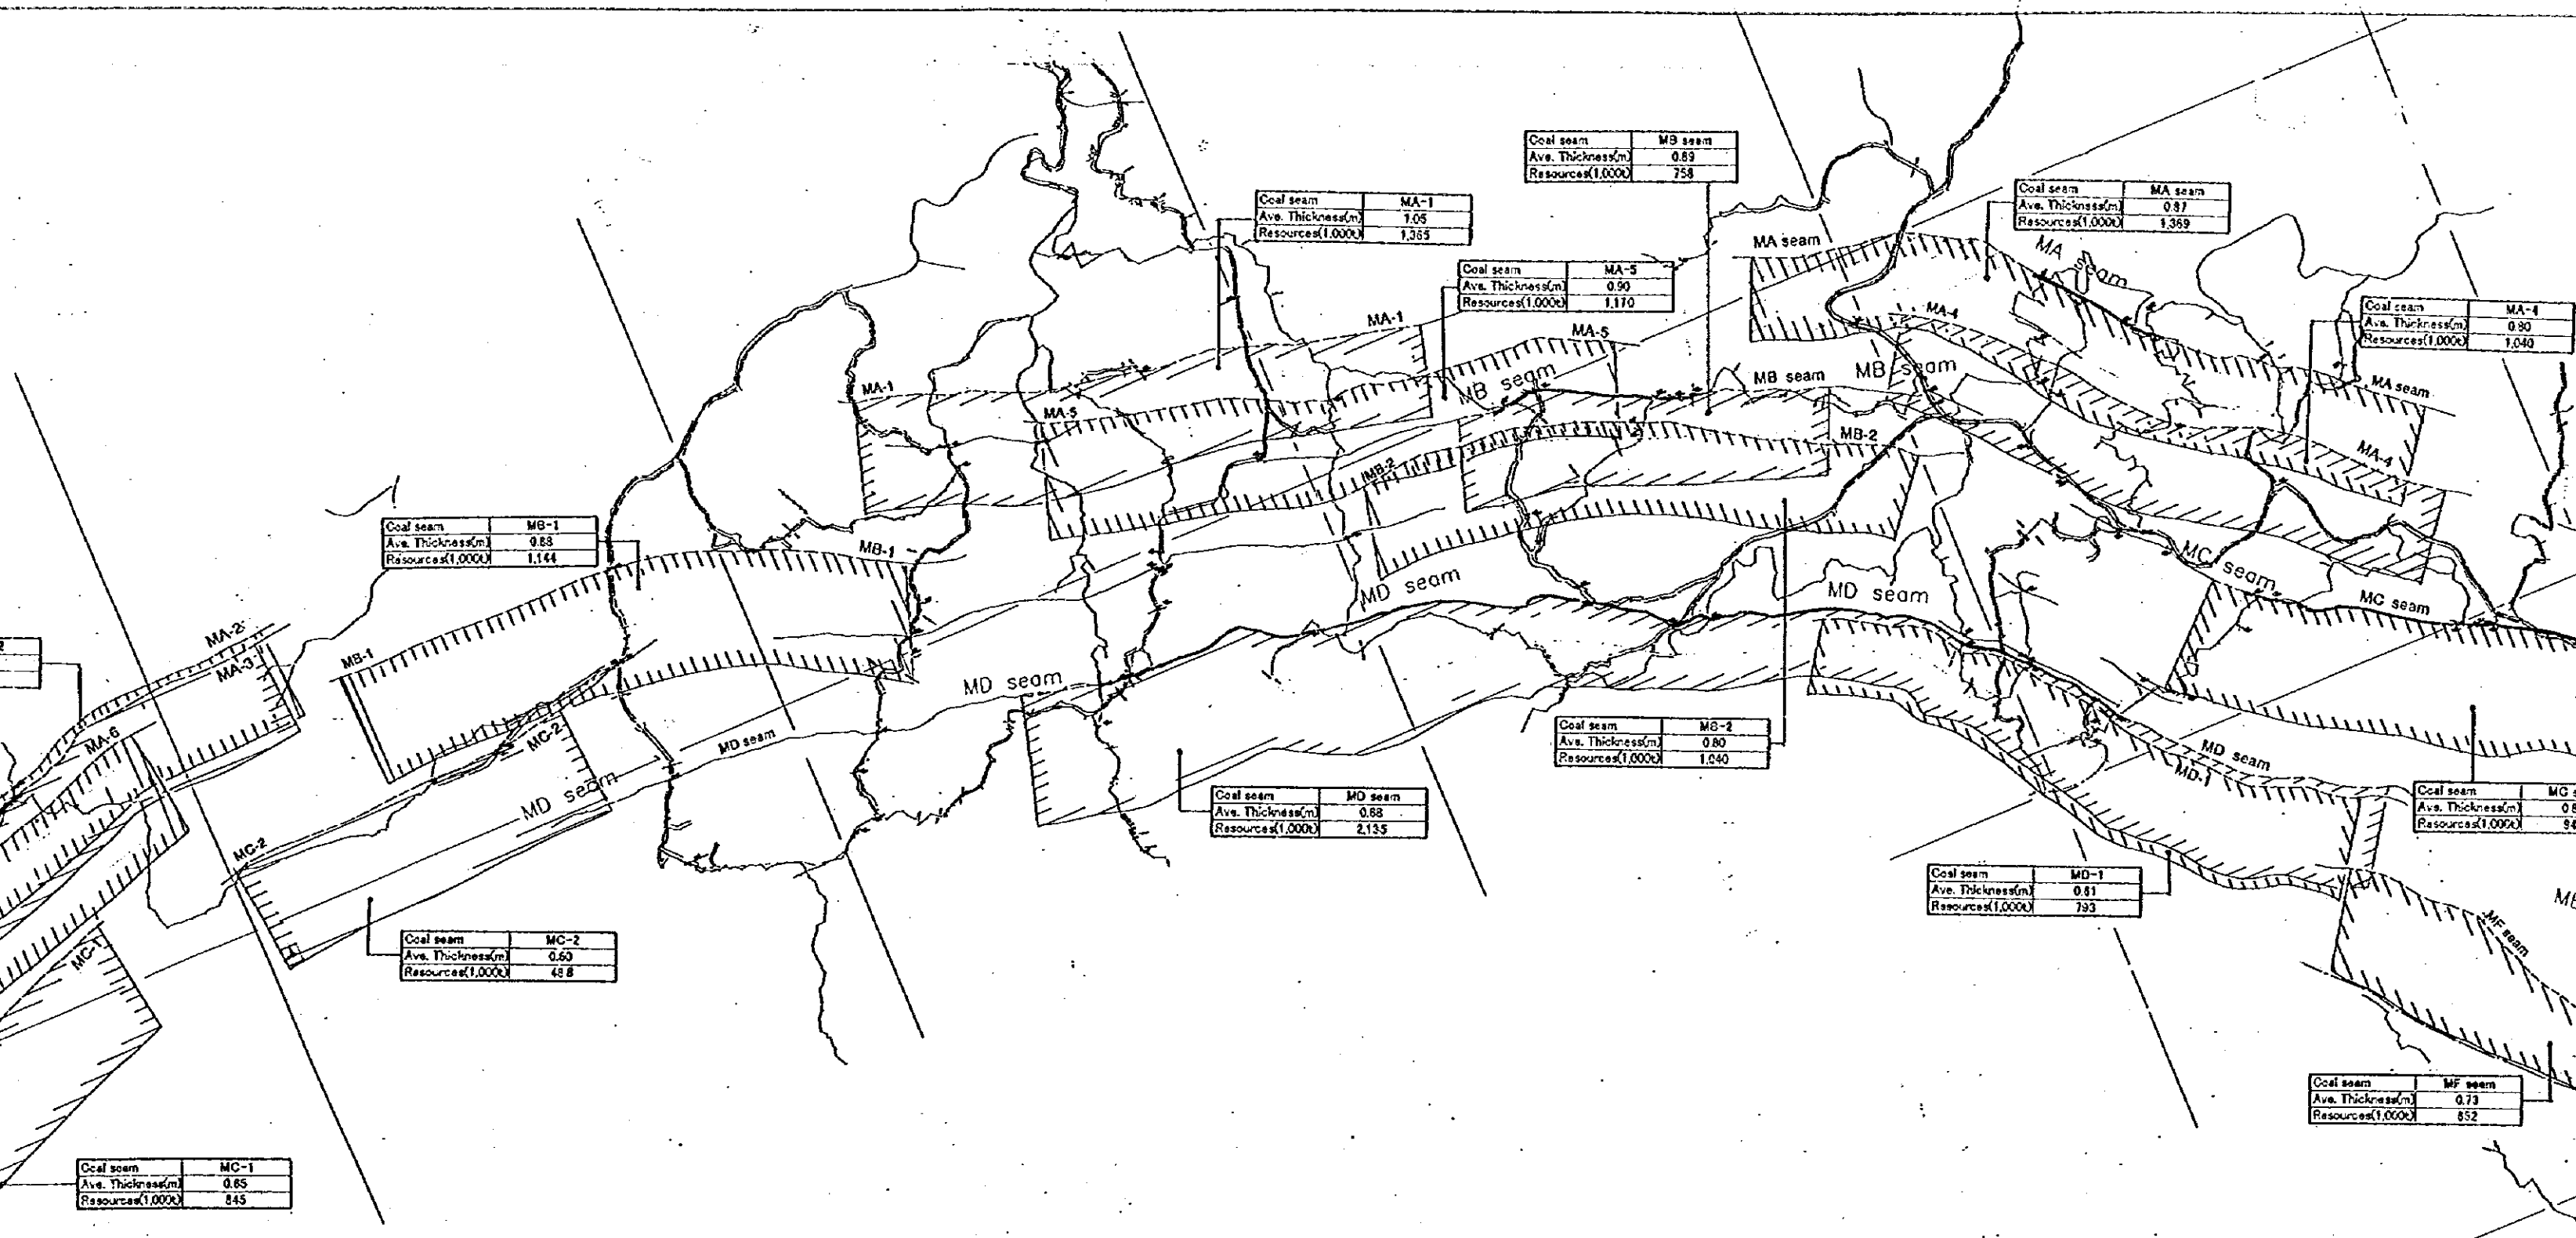 Coal seam MB seam
Ave. Thickness(m) 0.89
Resources(1,000t) 758
Coal seam MA-1
Ave. Thickness(m) 1.05
Resources(1,000t) 1,365
Coal seam MA seam
Ave. Thickness(m) 0.87
Resources(1,000t) 1,369
Coal seam MA-5
Ave. Thickness(m) 0.90
Resources(1,000t) 1,170
Coal seam MA-4
Ave. Thickness(m) 0.80
Resources(1,000t) 1,040
MA seam
MA seam
MA-4
MA-1
MA-5
MB seam
MB seam
MB seam
MA seam
MA-1
MA-5
MB-2
MB-2
MA-4
Coal seam MB-1
Ave. Thickness(m) 0.88
Resources(1,000t) 1,144
MB-1
MC seam
MC seam
MD seam
MD seam
MA-2
MA-3
MB-1
MD seam
MA-6
MC-2
MD seam
MD seam
MD seam
MD-1
Coal seam MB-2
Ave. Thickness(m) 0.80
Resources(1,000t) 1,040
Coal seam MD seam
Ave. Thickness(m) 0.68
Resources(1,000t) 2,135
Coal seam
Ave. Thickness(m)
Resources(1,000t)
MC-2
Coal seam MD-1
Ave. Thickness(m) 0.61
Resources(1,000t) 793
MF seam
MC-1
Coal seam MC-2
Ave. Thickness(m) 0.60
Resources(1,000t) 48.8
Coal seam MF seam
Ave. Thickness(m) 0.73
Resources(1,000t) 852
Coal seam MC-1
Ave. Thickness(m) 0.65
Resources(1,000t) 845